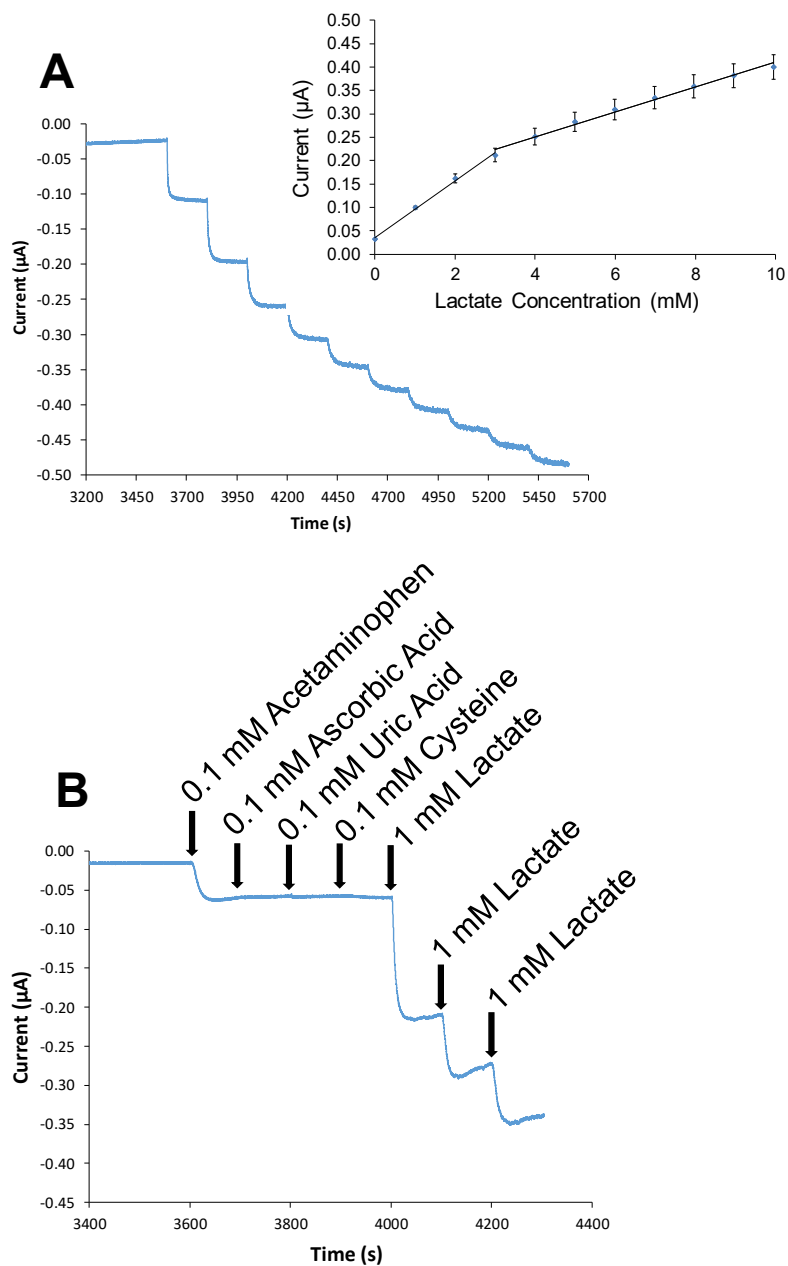 A
0.50
0.45
0.40
0.35
0.30
0.25
0.20
0.15
0.10
0.05
0.00
Current (µA)
0 2 4 6 8 10
Lactate Concentration (mM)
0.00
-0.05
-0.10
-0.15
-0.20
-0.25
-0.30
-0.35
-0.40
-0.45
-0.50
Current (µA)
3200 3450 3700 3950 4200 4450 4700 4950 5200 5450 5700
Time (s)
B
0.1 mM Acetaminophen
0.1 mM Ascorbic Acid
0.1 mM Uric Acid
0.1 mM Cysteine
1 mM Lactate
1 mM Lactate
1 mM Lactate
0.00
-0.05
-0.10
-0.15
-0.20
-0.25
-0.30
-0.35
-0.40
-0.45
Current (µA)
3400 3600 3800 4000 4200 4400
Time (s)